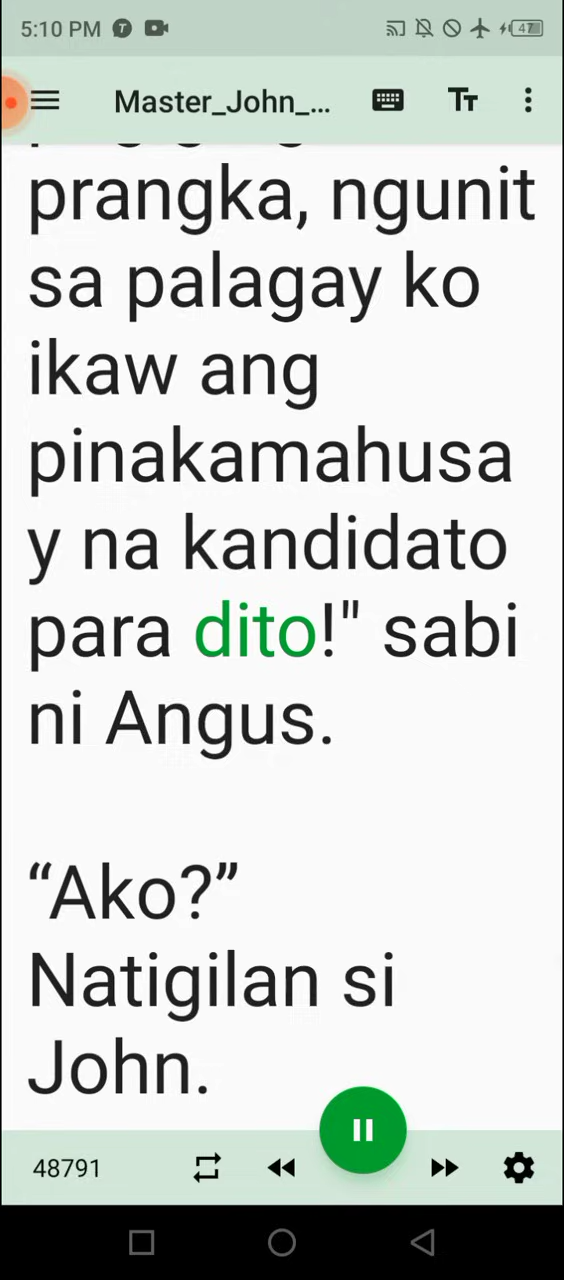 5:10 PM
47
Master_John_...
prangka, ngunit
sa palagay ko
ikaw ang
pinakamahusa
y na kandidato
para dito!" sabi
ni Angus.
“Ako?”
Natigilan si
John.
48791